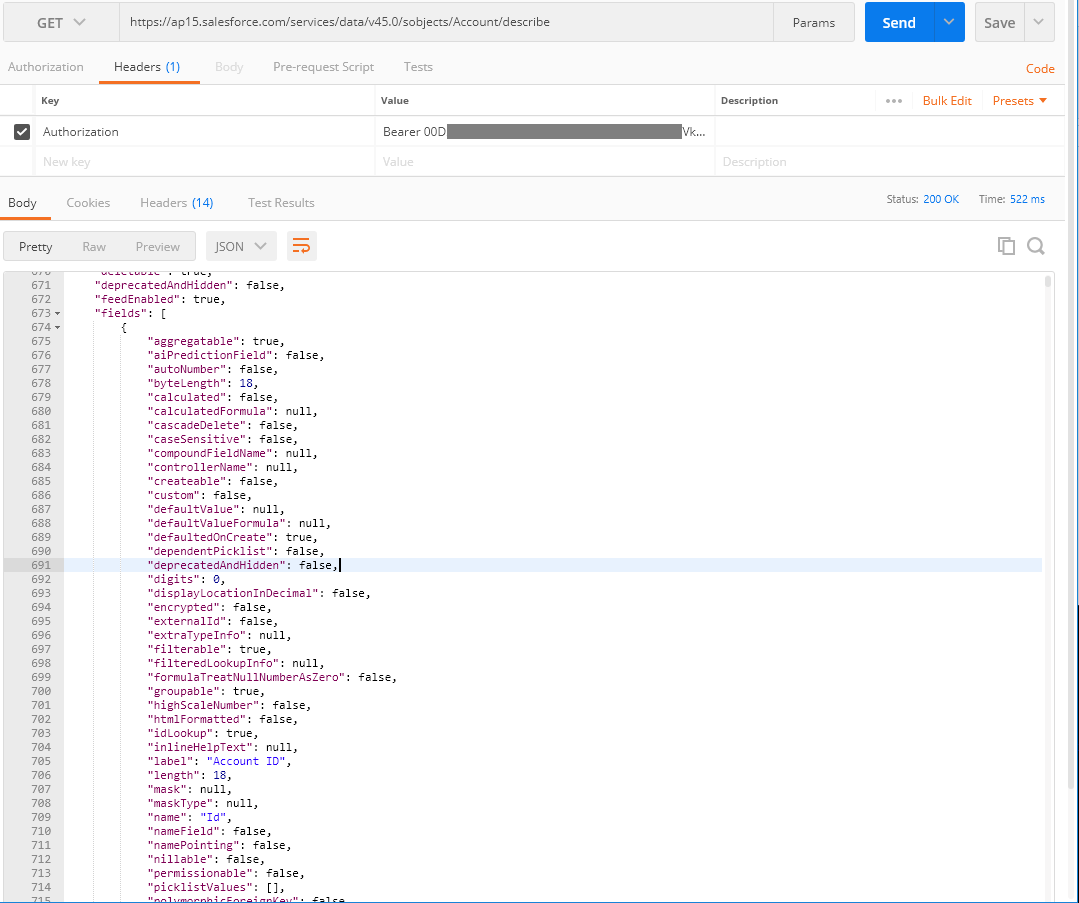 GET https://ap15.salesforce.com/services/data/v45.0/sobjects/Account/describe Params Send Save
Authorization Headers (1) Body Pre-request Script Tests Code
Key Value Description ••• Bulk Edit Presets
Authorization Bearer 00D Vk...
New key Value Description
Body Cookies Headers (14) Test Results Status: 200 OK Time: 522 ms
Pretty Raw Preview JSON
670 "deletable": true,
671 "deprecatedAndHidden": false,
672 "feedEnabled": true,
673 "fields": [
674 {
675 "aggregatable": true,
676 "aiPredictionField": false,
677 "autoNumber": false,
678 "byteLength": 18,
679 "calculated": false,
680 "calculatedFormula": null,
681 "cascadeDelete": false,
682 "caseSensitive": false,
683 "compoundFieldName": null,
684 "controllerName": null,
685 "createable": false,
686 "custom": false,
687 "defaultValue": null,
688 "defaultValueFormula": null,
689 "defaultedOnCreate": true,
690 "dependentPicklist": false,
691 "deprecatedAndHidden": false,
692 "digits": 0,
693 "displayLocationInDecimal": false,
694 "encrypted": false,
695 "externalId": false,
696 "extraTypeInfo": null,
697 "filterable": true,
698 "filteredLookupInfo": null,
699 "formulaTreatNullNumberAsZero": false,
700 "groupable": true,
701 "highScaleNumber": false,
702 "htmlFormatted": false,
703 "idLookup": true,
704 "inlineHelpText": null,
705 "label": "Account ID",
706 "length": 18,
707 "mask": null,
708 "maskType": null,
709 "name": "Id",
710 "nameField": false,
711 "namePointing": false,
712 "nillable": false,
713 "permissionable": false,
714 "picklistValues": [],
715 "polymorphicForeignKey": false